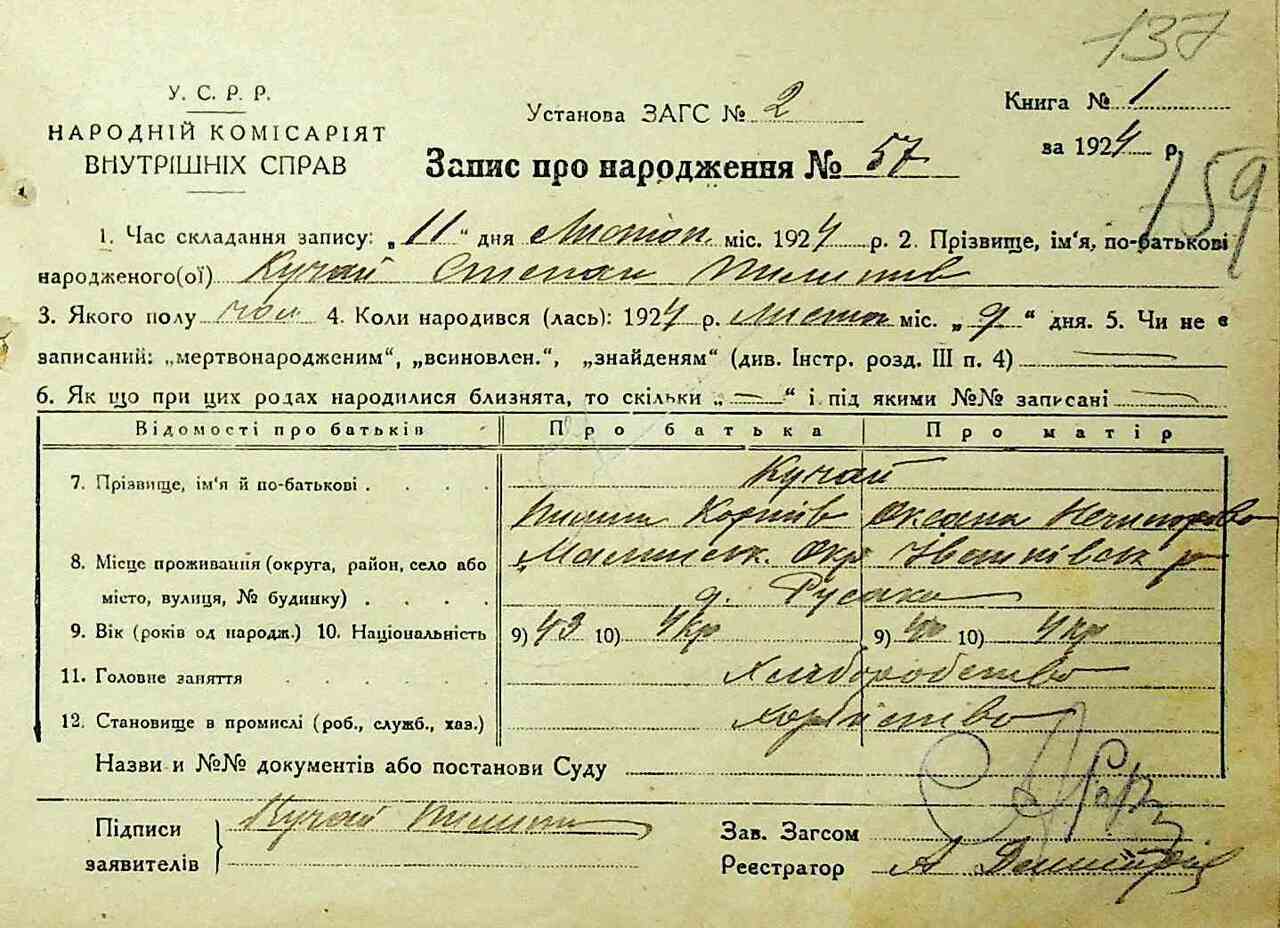 137
У. С. Р. Р.
НАРОДНІЙ КОМІСАРІЯТ
ВНУТРІШНІХ СПРАВ
Установа ЗАГС № 2
Книга № 1
за 1924 р.
Запис про народження № 57
159
1. Час складання запису: „11“ дня Листоп. міс. 1924 р. 2. Прізвище, ім'я, по-батькові
народженого(ої) Кучай Степан Пилипів
3. Якого полу чол 4. Коли народився (лась): 1924 р. листоп міс. „9“ дня. 5. Чи не є
записаний: „мертвонародженим“, „всиновлен.“, „знайденям“ (див. Інстр. розд. III п. 4)
6. Як що при цих родах народилися близнята, то скільки „—“ і під якими №№ записані —
Відомості про батьків Про батька Про матір
7. Прізвище, ім'я й по-батькові . . . . Кучай
Пилип Оксана
8. Місце проживання (округа, район, село або
місто, вулиця, № будинку) . . . . Малинськ. Окр
9. Вік (років од народж.) 10. Національність 9) 43 10) Укр 9) 10) Укр
11. Головне заняття . . . . . . Хліборобство
12. Становище в промислі (роб., служб., хаз.)
Назви и №№ документів або постанови Суду
Підписи
заявителів
Кучай Пилип
Зав. Загсом
Реєстратор А